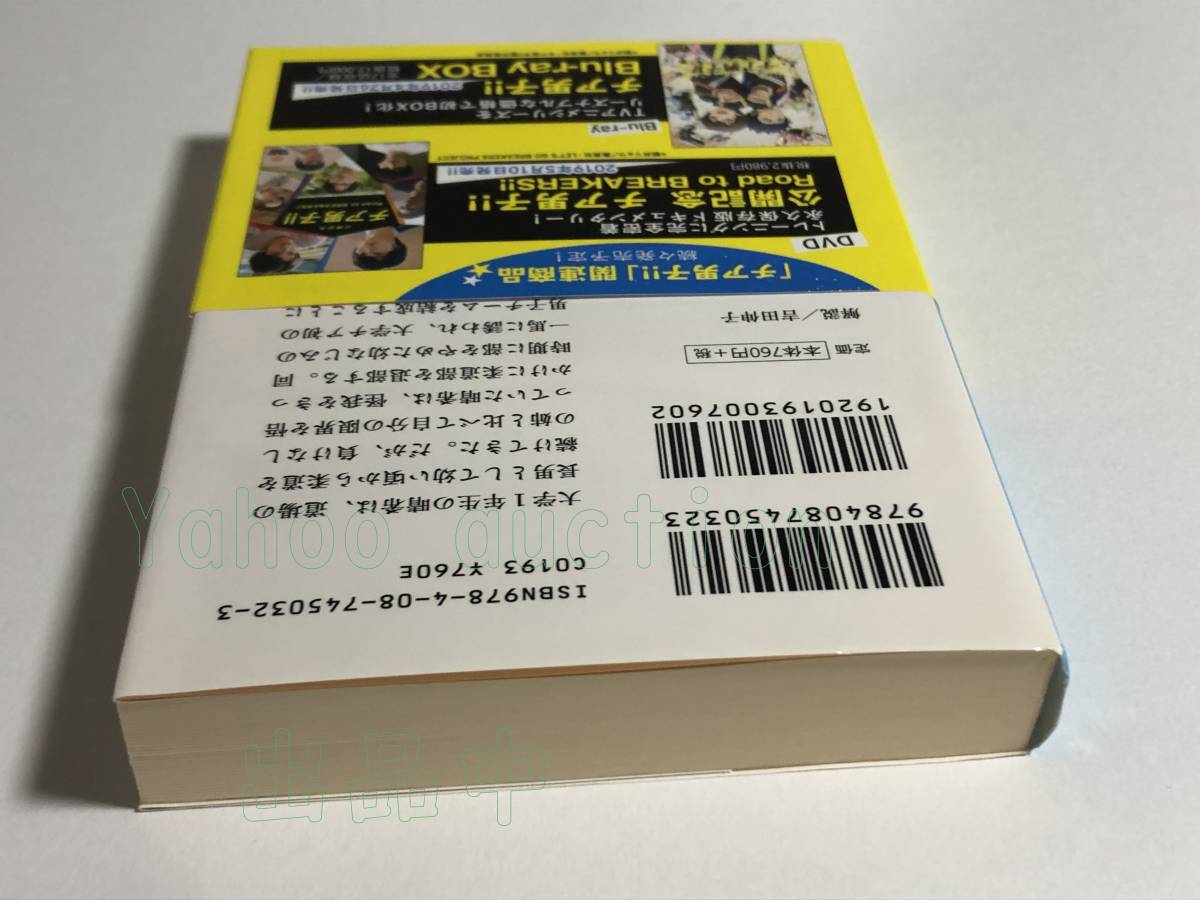 ISBN978-4-08-745032-3
C0193 ¥760E
9784087450323
1920193007602
大学1年生の晴希は、道場の
長男として幼い頃から柔道を
続けてきた。だが、負けなし
の姉と比べて自分の限界を悟
っていた晴希は、怪我をきっ
かけに柔道部を退部する。同
時期に部をやめた幼なじみの
一馬に誘われ、大学チア初の
男子チームを結成することに
定価 本体760円+税
解説/吉田伸子
「チア男子!!」関連商品
続々発売予定!
DVD
トレーニングに完全密着
永久保存版ドキュメンタリー!
公開記念 チア男子!!
Road to BREAKERS!!
2019年5月10日発売!!
税抜2,980円
チア男子!!
Blu-ray
TVアニメシリーズを
リーズナブルな価格で初BOX化!
チア男子!!
Blu-ray BOX
2019年4月26日発売!!
Yahoo auction
出品中